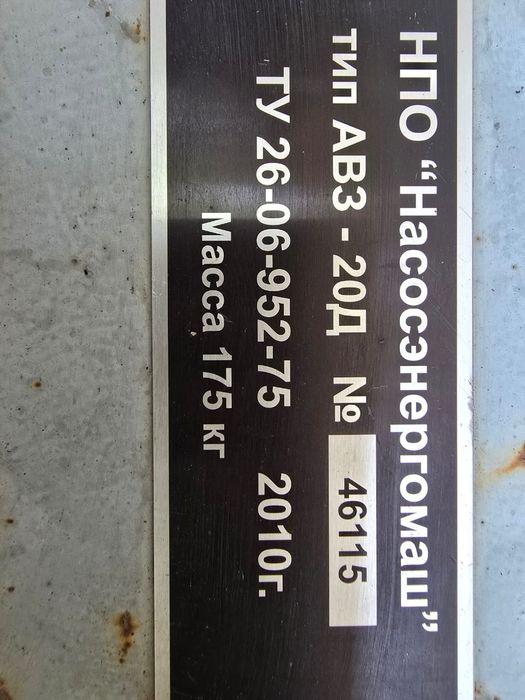 НПО “Насосэнергомаш”
тип АВЗ - 20Д № 46115
ТУ 26-06-952-75 2010г.
Масса 175 кг